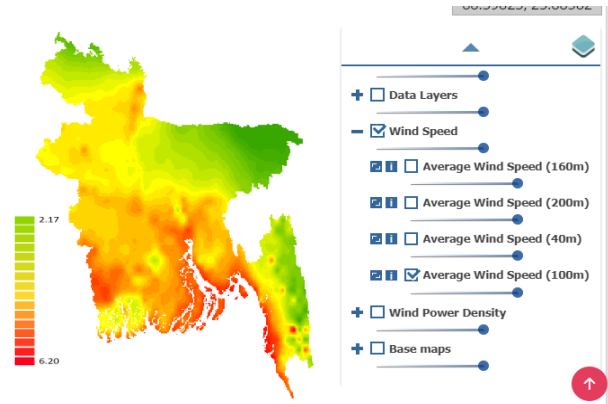 Data Layers
Wind Speed
Average Wind Speed (160m)
Average Wind Speed (200m)
Average Wind Speed (40m)
Average Wind Speed (100m)
Wind Power Density
Base maps
2.17
6.20